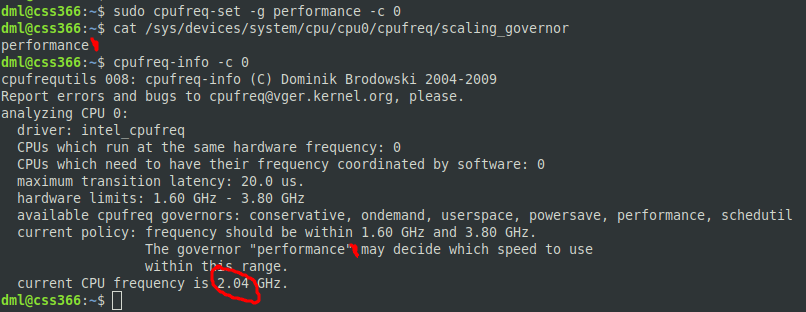 dml@css366:~$ sudo cpufreq-set -g performance -c 0
dml@css366:~$ cat /sys/devices/system/cpu/cpu0/cpufreq/scaling_governor
performance
dml@css366:~$ cpufreq-info -c 0
cpufrequtils 008: cpufreq-info (C) Dominik Brodowski 2004-2009
Report errors and bugs to cpufreq@vger.kernel.org, please.
analyzing CPU 0:
  driver: intel_cpufreq
  CPUs which run at the same hardware frequency: 0
  CPUs which need to have their frequency coordinated by software: 0
  maximum transition latency: 20.0 us.
  hardware limits: 1.60 GHz - 3.80 GHz
  available cpufreq governors: conservative, ondemand, userspace, powersave, performance, schedutil
  current policy: frequency should be within 1.60 GHz and 3.80 GHz.
                  The governor "performance" may decide which speed to use
                  within this range.
  current CPU frequency is 2.04 GHz.
dml@css366:~$